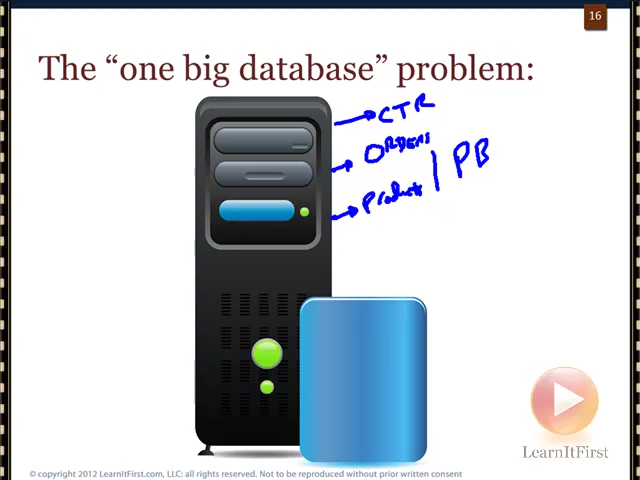 16
The “one big database” problem:
CTR
ORDERS
Products | PB
LearnItFirst
© copyright 2012 LearnItFirst.com, LLC; all rights reserved. Not to be reproduced without prior written consent